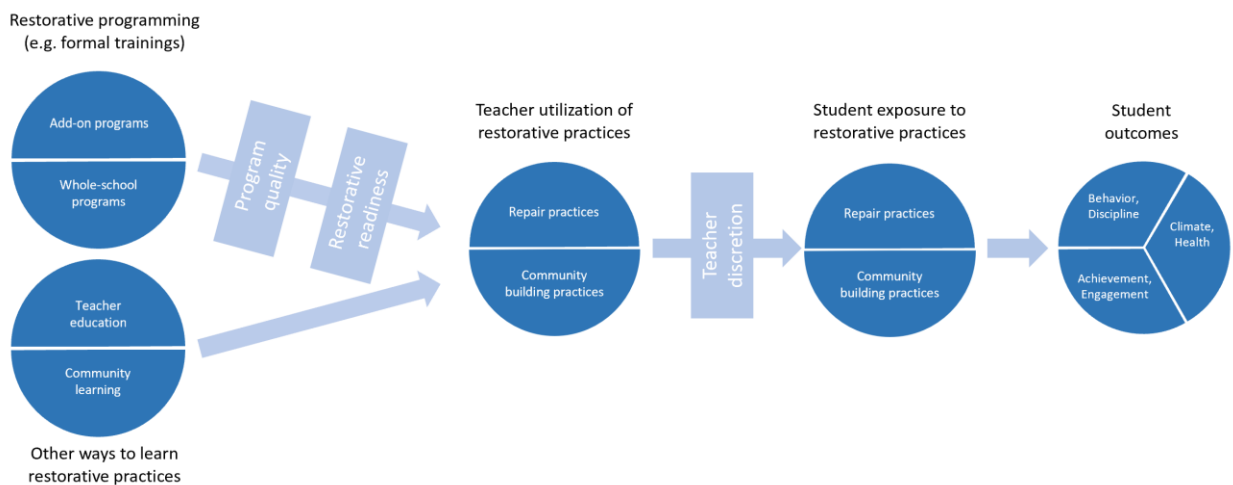 Restorative programming
(e.g. formal trainings)
Add-on programs
Whole-school
programs
Teacher
education
Community
learning
Other ways to learn
restorative practices
Program
quality
Restorative
readiness
Teacher utilization of
restorative practices
Repair practices
Community
building practices
Teacher
discretion
Student exposure to
restorative practices
Repair practices
Community
building practices
Student
outcomes
Behavior,
Discipline
Climate,
Health
Achievement,
Engagement